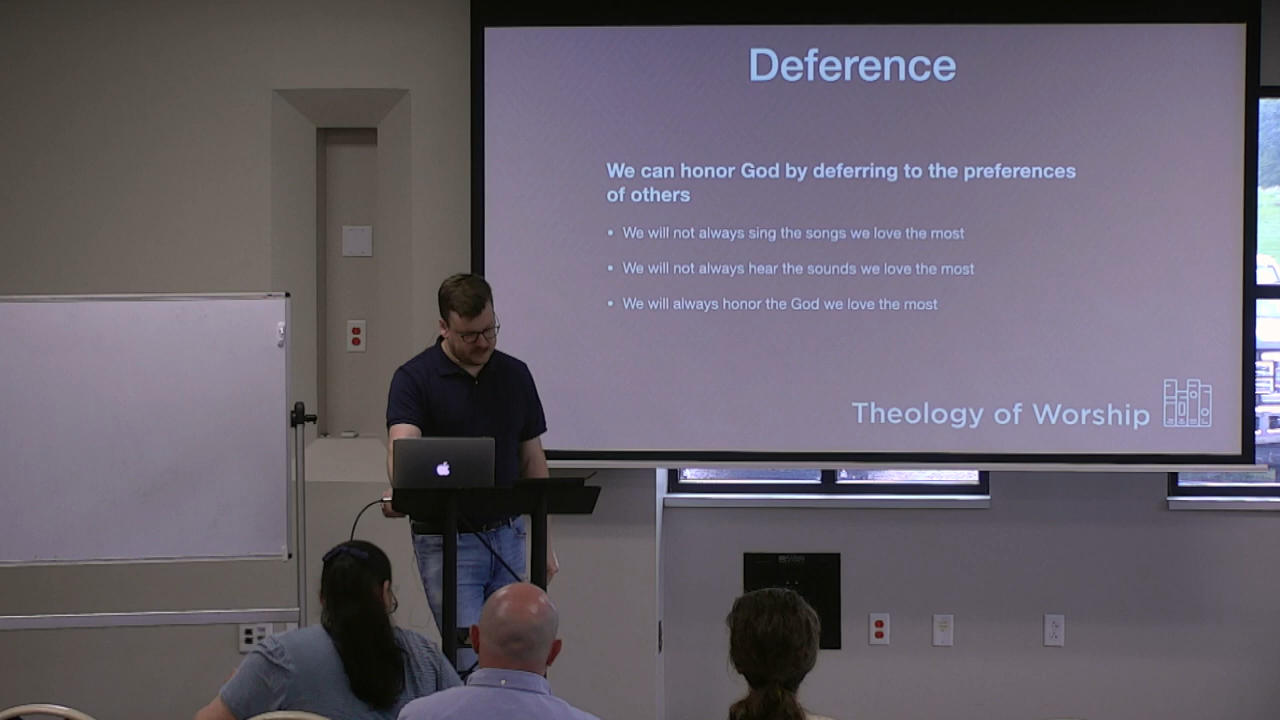 Deference
We can honor God by deferring to the preferences
of others
• We will not always sing the songs we love the most
• We will not always hear the sounds we love the most
• We will always honor the God we love the most
Theology of Worship